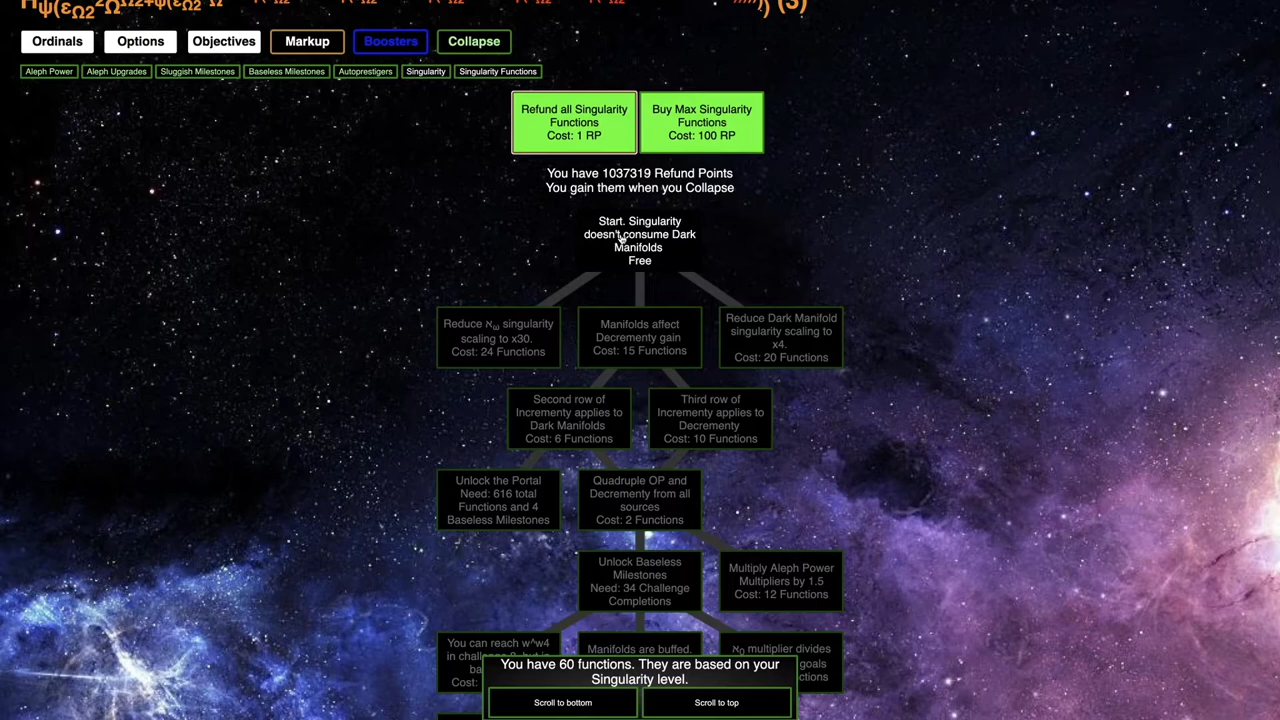 Ordinals
Options
Objectives
Markup
Boosters
Collapse
Aleph Power
Aleph Upgrades
Sluggish Milestones
Baseless Milestones
Autoprestigers
Singularity
Singularity Functions
Refund all Singularity
Functions
Cost: 1 RP
Buy Max Singularity
Functions
Cost: 100 RP
You have 1037319 Refund Points
You gain them when you Collapse
Start. Singularity
doesn't consume Dark
Manifolds
Free
Reduce ℵω singularity
scaling to x30.
Cost: 24 Functions
Manifolds affect
Decrementy gain
Cost: 15 Functions
Reduce Dark Manifold
singularity scaling to
x4.
Cost: 20 Functions
Second row of
Incrementy applies to
Dark Manifolds
Cost: 6 Functions
Third row of
Incrementy applies to
Decrementy
Cost: 10 Functions
Unlock the Portal
Need: 616 total
Functions and 4
Baseless Milestones
Quadruple OP and
Decrementy from all
sources
Cost: 2 Functions
Unlock Baseless
Milestones
Need: 34 Challenge
Completions
Multiply Aleph Power
Multipliers by 1.5
Cost: 12 Functions
You can reach w^w4
in challenge
Cost:
Manifolds are buffed.
ℵ0 multiplier divides
goals
You have 60 functions. They are based on your
Singularity level.
Scroll to bottom
Scroll to top